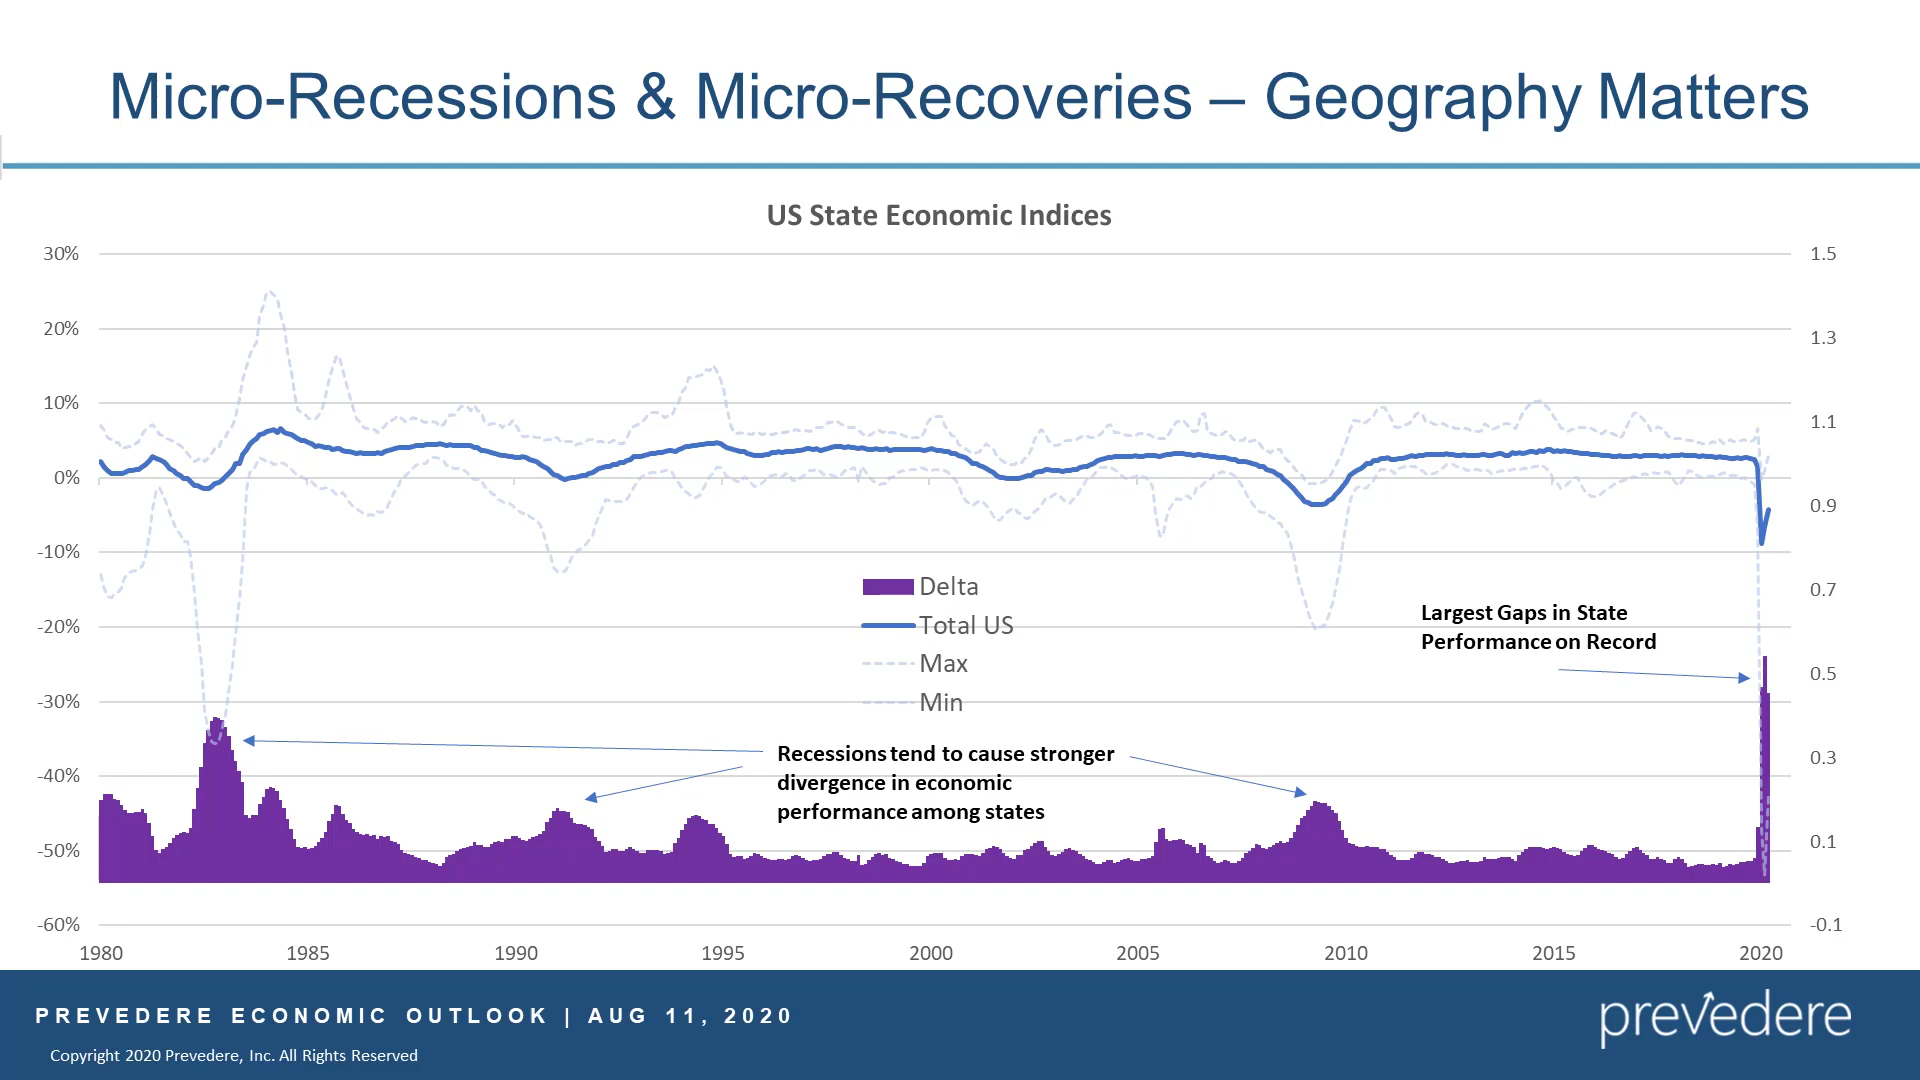 Micro-Recessions & Micro-Recoveries – Geography Matters
US State Economic Indices
30%
20%
10%
0%
-10%
-20%
-30%
-40%
-50%
-60%
1.5
1.3
1.1
0.9
0.7
0.5
0.3
0.1
-0.1
Delta
Total US
Max
Min
Largest Gaps in State
Performance on Record
Recessions tend to cause stronger
divergence in economic
performance among states
1980 1985 1990 1995 2000 2005 2010 2015 2020
PREVEDERE ECONOMIC OUTLOOK | AUG 11, 2020
Copyright 2020 Prevedere, Inc. All Rights Reserved
prevedere